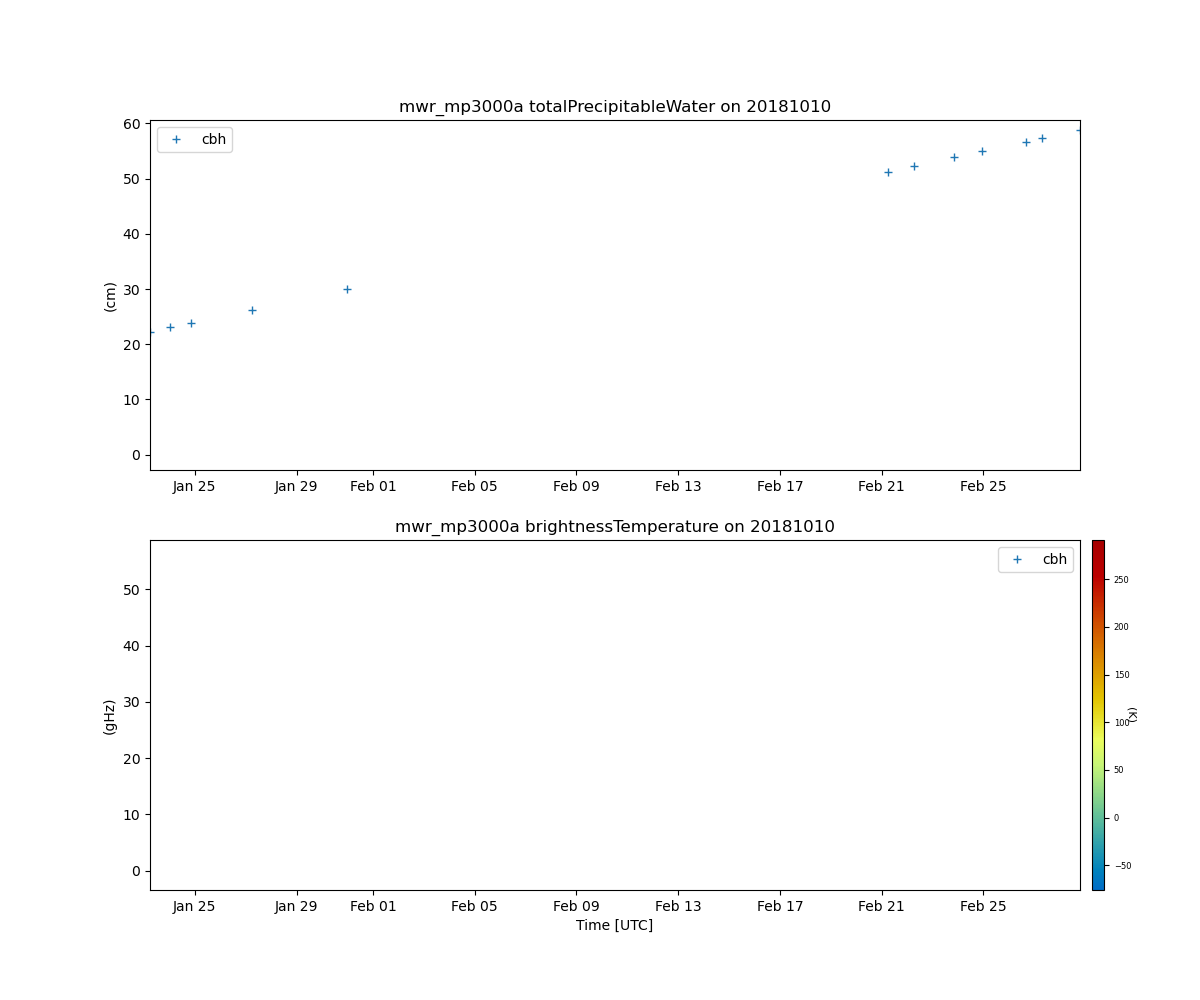 mwr_mp3000a totalPrecipitableWater on 20181010
cbh
60
50
40
30
20
10
0
(cm)
Jan 25 Jan 29 Feb 01 Feb 05 Feb 09 Feb 13 Feb 17 Feb 21 Feb 25
mwr_mp3000a brightnessTemperature on 20181010
cbh
50
40
30
20
10
0
(gHz)
250
200
150
100
50
0
−50
(K)
Jan 25 Jan 29 Feb 01 Feb 05 Feb 09 Feb 13 Feb 17 Feb 21 Feb 25
Time [UTC]